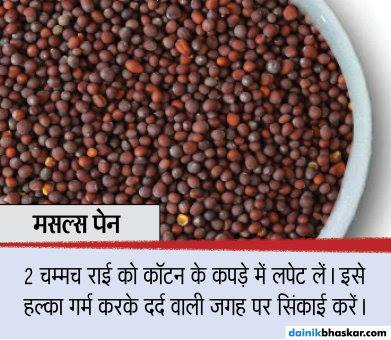 मसल्स पेन
2 चम्मच राई को कॉटन के कपड़े में लपेट लें। इसे
हल्का गर्म करके दर्द वाली जगह पर सिंकाई करें।
dainikbhaskar.com